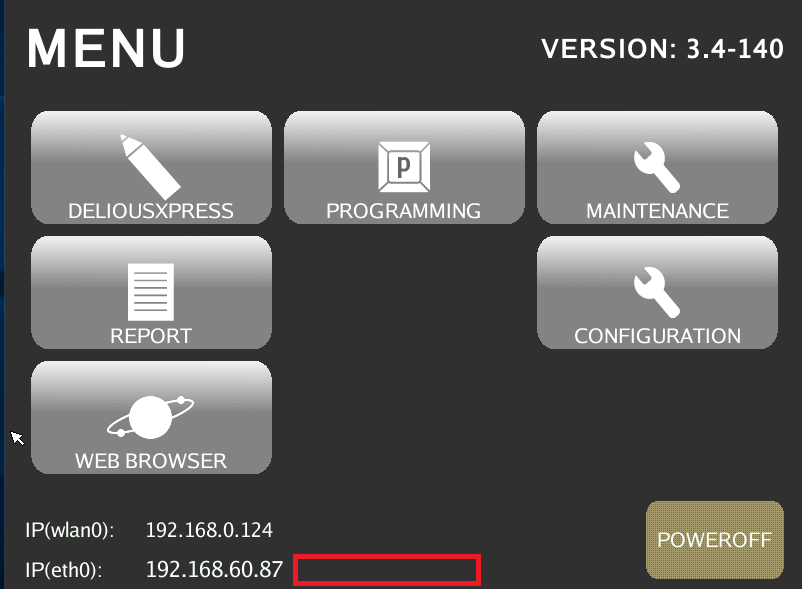 MENU
VERSION: 3.4-140
DELIOUSXPRESS
P
PROGRAMMING
MAINTENANCE
REPORT
CONFIGURATION
WEB BROWSER
IP(wlan0): 192.168.0.124
IP(eth0): 192.168.60.87
POWEROFF